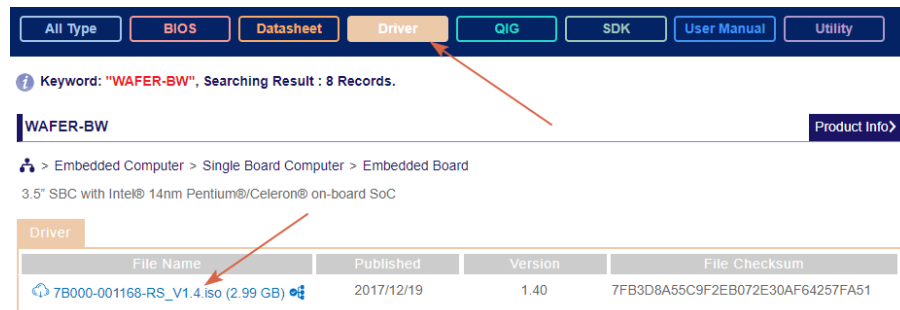 All Type BIOS Datasheet Driver QIG SDK User Manual Utility
Keyword: "WAFER-BW", Searching Result : 8 Records.
WAFER-BW Product Info>
> Embedded Computer > Single Board Computer > Embedded Board
3.5" SBC with Intel® 14nm Pentium®/Celeron® on-board SoC
Driver
File Name Published Version File Checksum
7B000-001168-RS_V1.4.iso (2.99 GB) 2017/12/19 1.40 7FB3D8A55C9F2EB072E30AF64257FA51